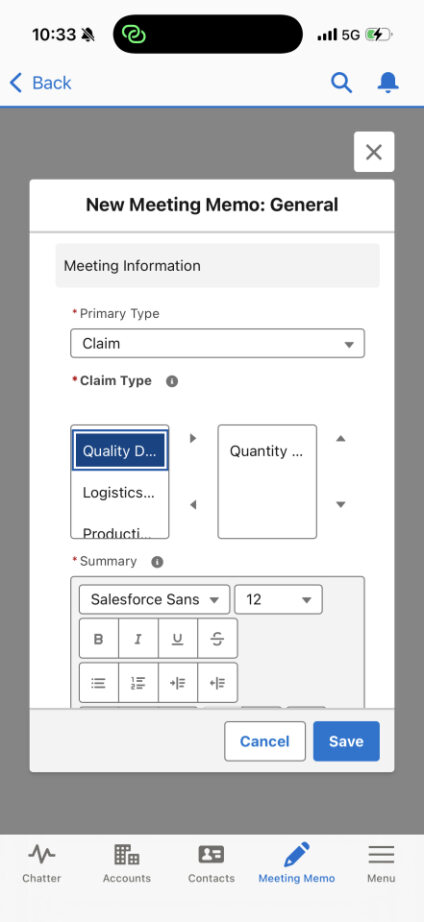 10:33
5G
Back
New Meeting Memo: General
Meeting Information
* Primary Type
Claim
* Claim Type
Quality D...
Quantity ...
Logistics...
Producti...
* Summary
Salesforce Sans
12
B I U S
Cancel
Save
Chatter
Accounts
Contacts
Meeting Memo
Menu